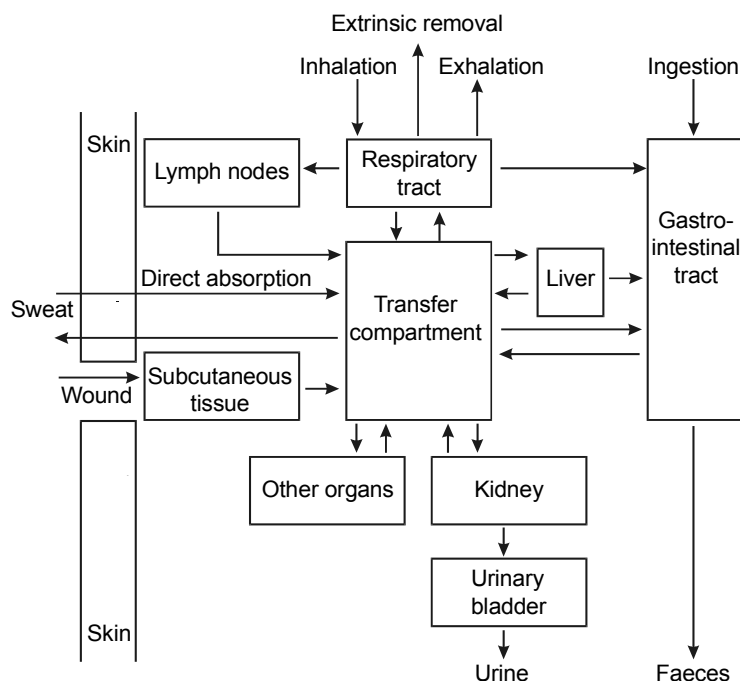 Extrinsic removal
Inhalation
Exhalation
Ingestion
Skin
Lymph nodes
Respiratory
tract
Gastro-
intestinal
tract
Direct absorption
Liver
Sweat
Transfer
compartment
Wound
Subcutaneous
tissue
Other organs
Kidney
Urinary
bladder
Skin
Urine
Faeces